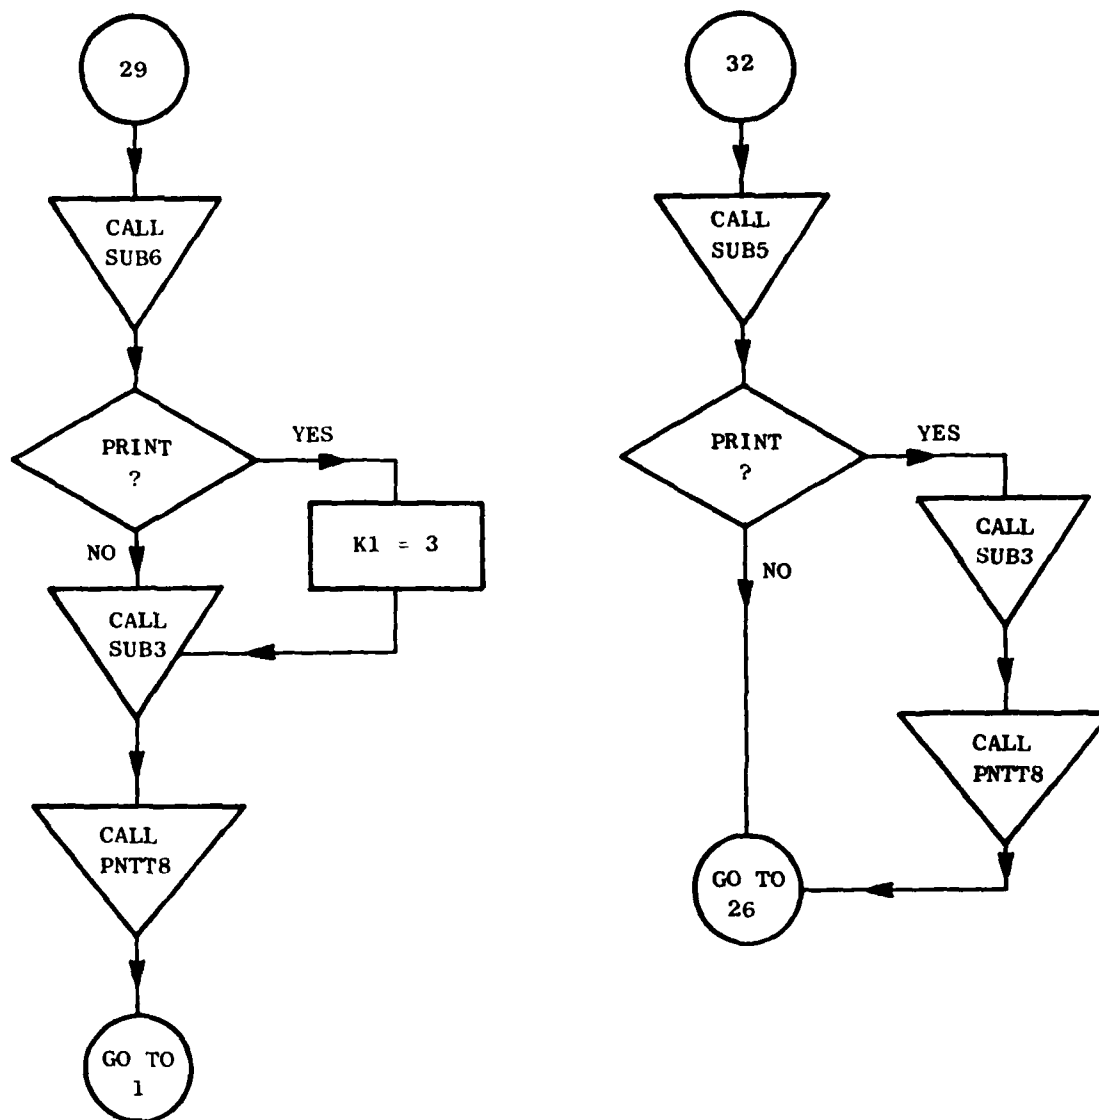 29
CALL
SUB6
PRINT
?
YES
K1 = 3
NO
CALL
SUB3
CALL
PNTT8
GO TO
1
32
CALL
SUB5
PRINT
?
YES
CALL
SUB3
NO
CALL
PNTT8
GO TO
26